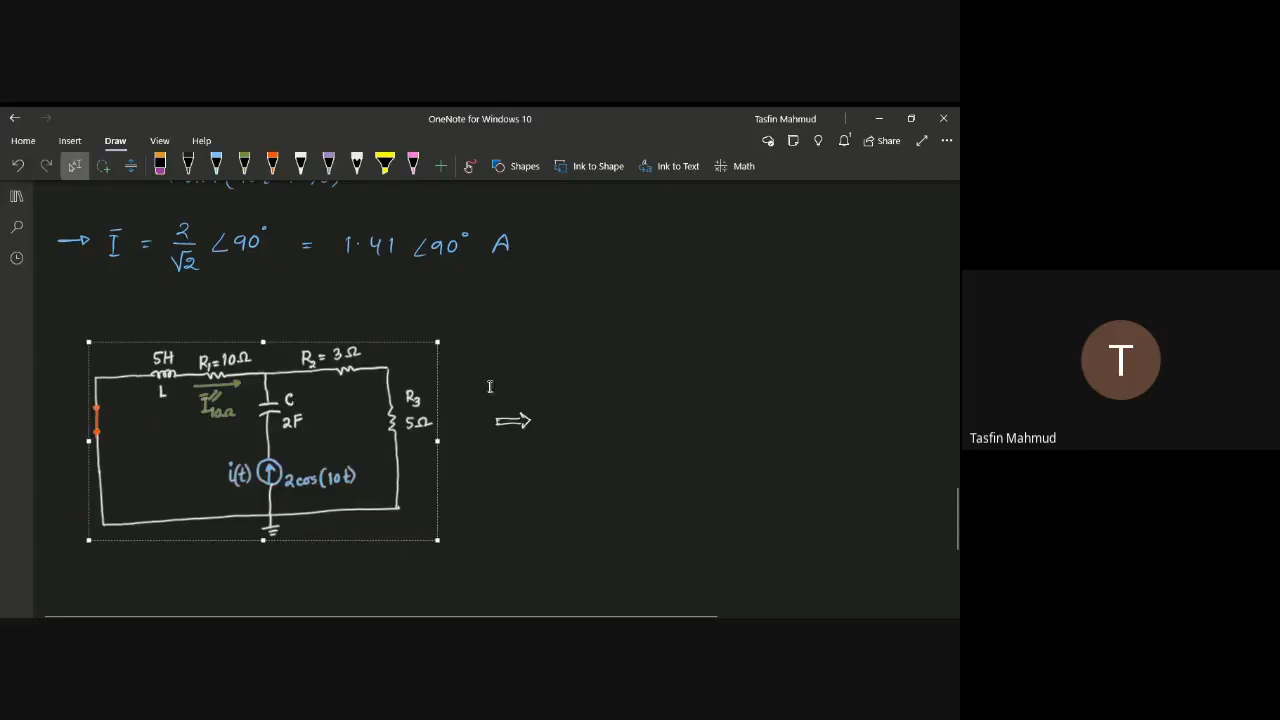 OneNote for Windows 10
Tasfin Mahmud
Home Insert Draw View Help
Share
Shapes Ink to Shape Ink to Text Math
→ Ī = 2/√2 ∠90° = 1.41 ∠90° A
5H
L
R₁=10Ω
R₂ = 3Ω
Ī″10Ω
C
2F
R₃
5Ω
⇒
i(t)
2cos(10t)
T
Tasfin Mahmud